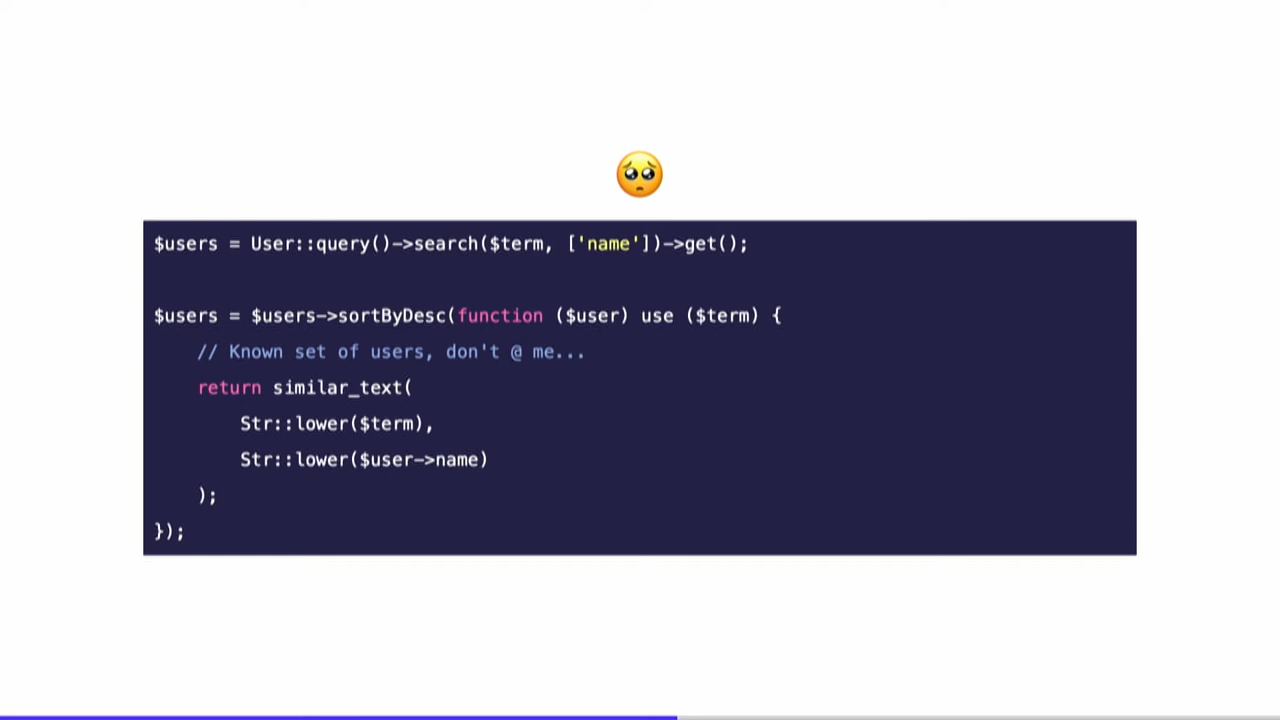 $users = User::query()->search($term, ['name'])->get();
$users = $users->sortByDesc(function ($user) use ($term) {
// Known set of users, don't @ me...
return similar_text(
Str::lower($term),
Str::lower($user->name)
);
});